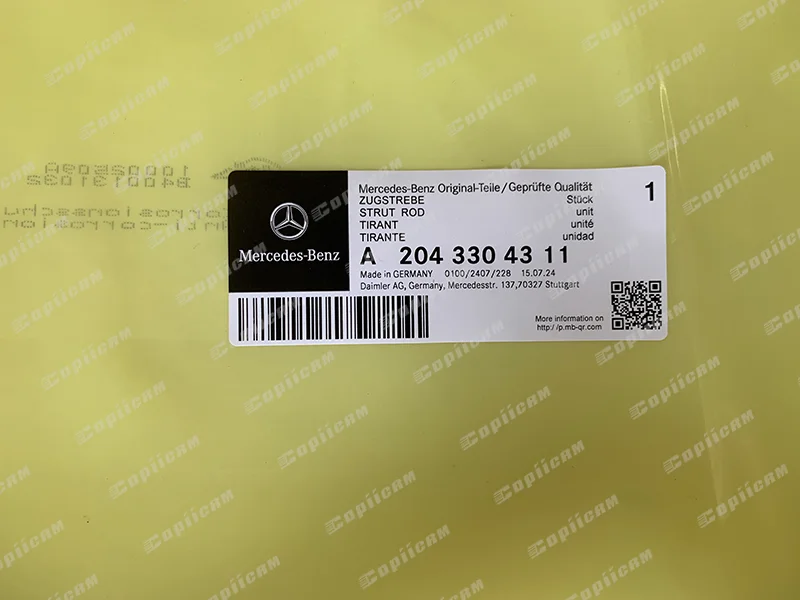 Mercedes-Benz Original-Teile/Geprüfte Qualität
ZUGSTREBE Stück
STRUT ROD unit
TIRANT unité
TIRANTE unidad
1
Mercedes-Benz
A 204 330 43 11
Made in GERMANY 0100/2407/228 15.07.24
Daimler AG, Germany, Mercedesstr. 137,70327 Stuttgart
More information on
http://p.mb-qr.com
Copiicam